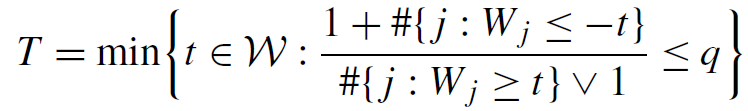 T = min{t ∈ 𝒲 : (1 + #{j : W_j ≤ −t}) / (#{j : W_j ≥ t} ∨ 1) ≤ q}